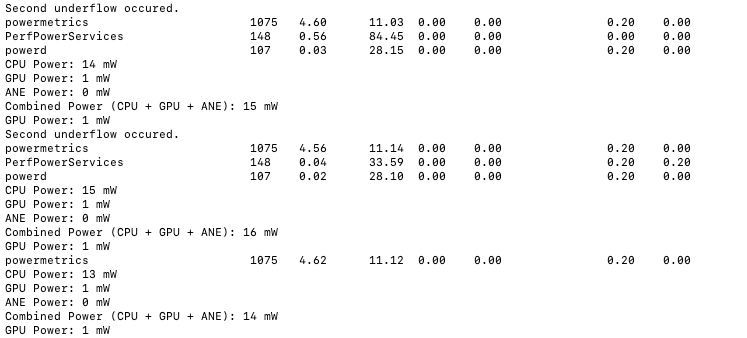 Second underflow occured.
powermetrics 1075 4.60 11.03 0.00 0.00 0.20 0.00
PerfPowerServices 148 0.56 84.45 0.00 0.00 0.20 0.00
powerd 107 0.03 28.15 0.00 0.00 0.20 0.00
CPU Power: 14 mW
GPU Power: 1 mW
ANE Power: 0 mW
Combined Power (CPU + GPU + ANE): 15 mW
GPU Power: 1 mW
Second underflow occured.
powermetrics 1075 4.56 11.14 0.00 0.00 0.20 0.00
PerfPowerServices 148 0.04 33.59 0.00 0.00 0.20 0.20
powerd 107 0.02 28.10 0.00 0.00 0.20 0.00
CPU Power: 15 mW
GPU Power: 1 mW
ANE Power: 0 mW
Combined Power (CPU + GPU + ANE): 16 mW
GPU Power: 1 mW
powermetrics 1075 4.62 11.12 0.00 0.00 0.20 0.00
CPU Power: 13 mW
GPU Power: 1 mW
ANE Power: 0 mW
Combined Power (CPU + GPU + ANE): 14 mW
GPU Power: 1 mW